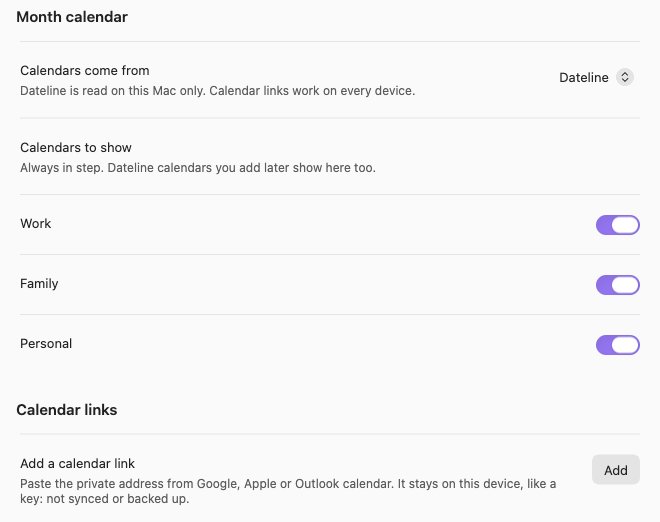 Month calendar
Calendars come from
Dateline
Dateline is read on this Mac only. Calendar links work on every device.
Calendars to show
Always in step. Dateline calendars you add later show here too.
Work
Family
Personal
Calendar links
Add a calendar link
Add
Paste the private address from Google, Apple or Outlook calendar. It stays on this device, like a
key: not synced or backed up.